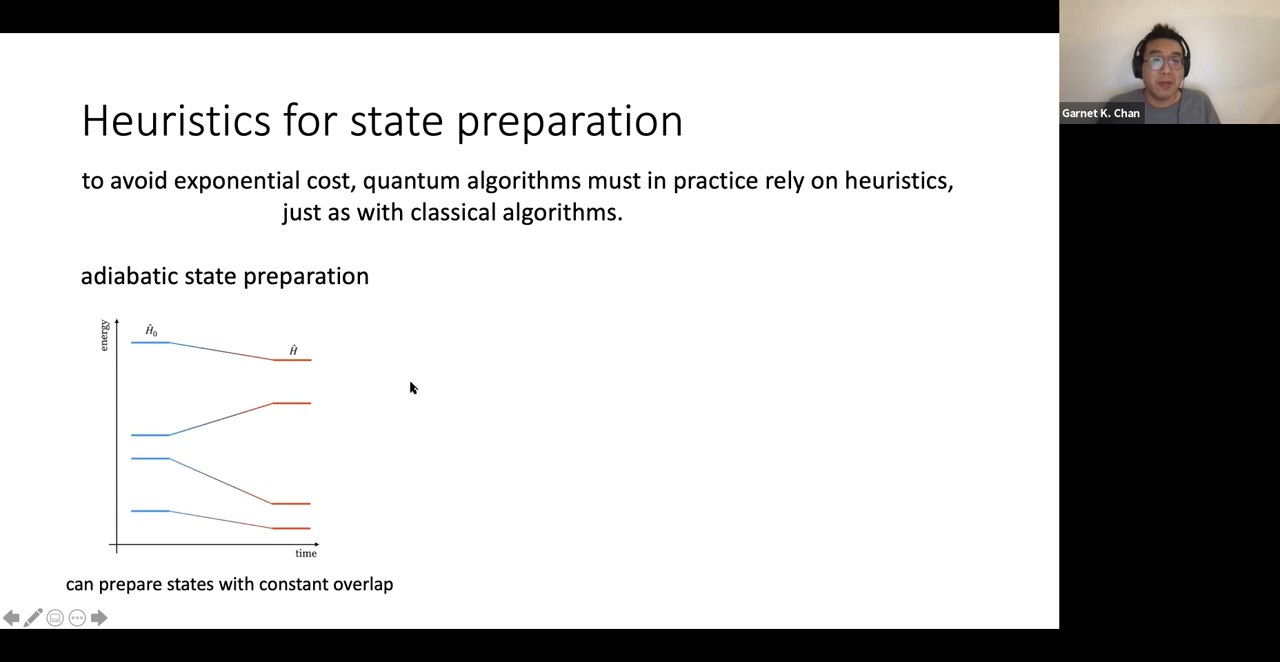 Heuristics for state preparation
to avoid exponential cost, quantum algorithms must in practice rely on heuristics,
just as with classical algorithms.
adiabatic state preparation
energy
Ĥ₀
Ĥ
time
can prepare states with constant overlap
Garnet K. Chan